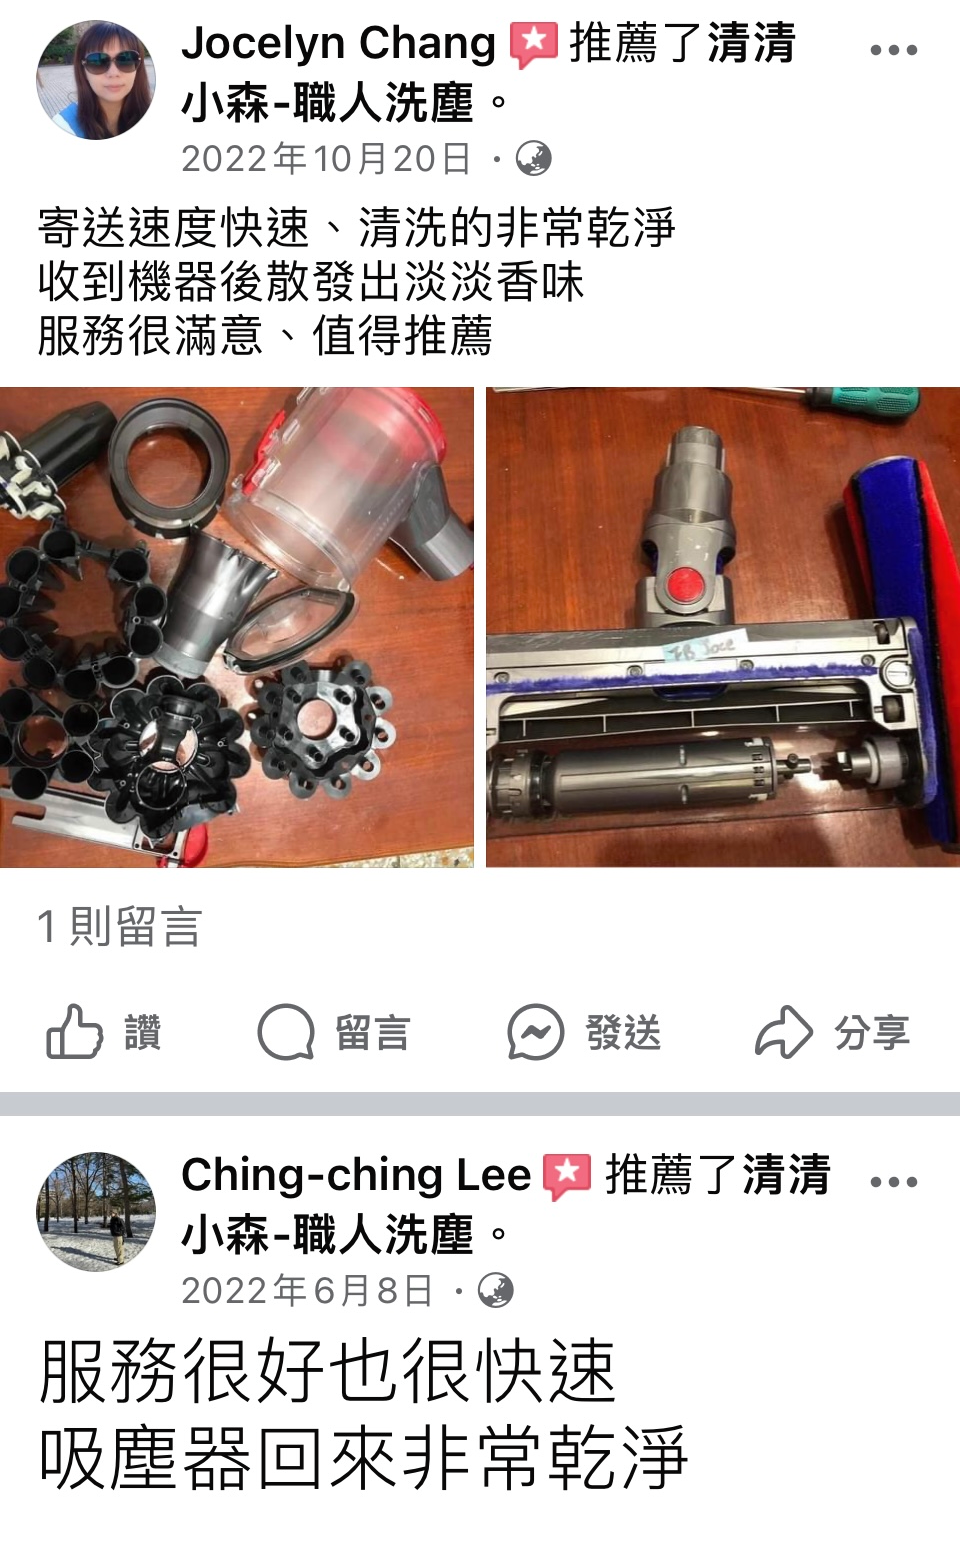 Jocelyn Chang 推薦了清清
小森-職人洗塵。
2022年10月20日 ·
寄送速度快速、清洗的非常乾淨
收到機器後散發出淡淡香味
服務很滿意、值得推薦
FB Joce
1 則留言
讚 留言 發送 分享
Ching-ching Lee 推薦了清清
小森-職人洗塵。
2022年6月8日 ·
服務很好也很快速
吸塵器回來非常乾淨